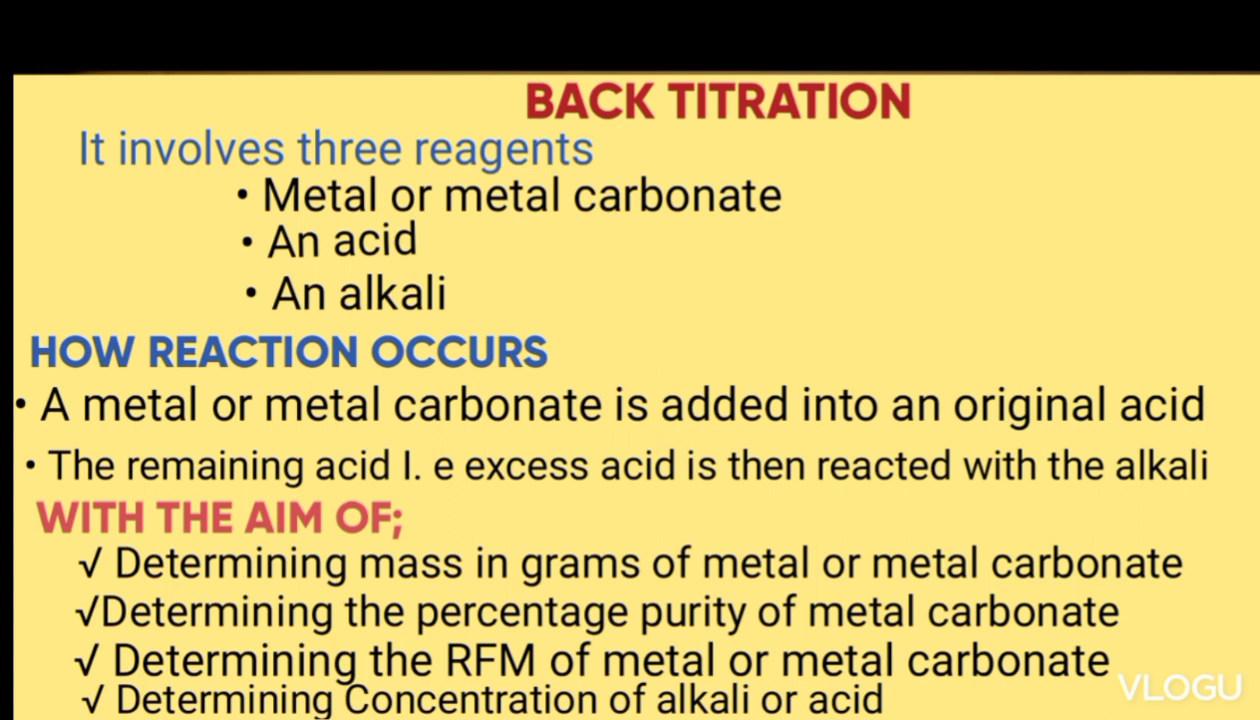 BACK TITRATION
It involves three reagents
• Metal or metal carbonate
• An acid
• An alkali
HOW REACTION OCCURS
• A metal or metal carbonate is added into an original acid
• The remaining acid I. e excess acid is then reacted with the alkali
WITH THE AIM OF;
√ Determining mass in grams of metal or metal carbonate
√Determining the percentage purity of metal carbonate
√ Determining the RFM of metal or metal carbonate
√ Determining Concentration of alkali or acid
VLOGU